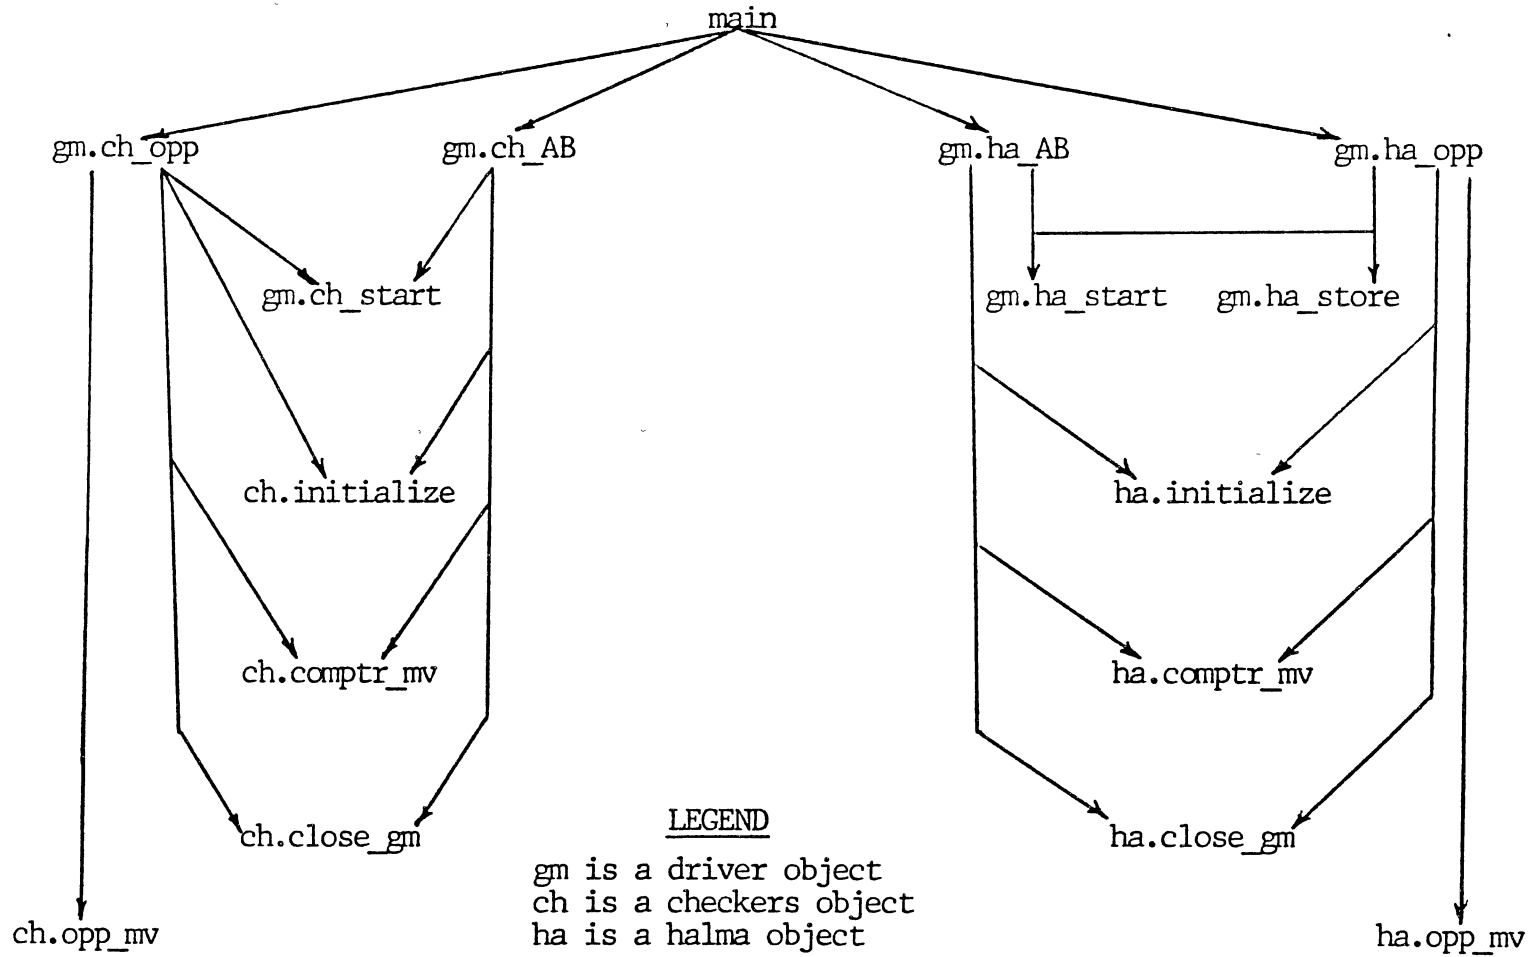 main
gm.ch_opp gm.ch_AB gm.ha_AB gm.ha_opp
gm.ch_start gm.ha_start gm.ha_store
ch.initialize ha.initialize
ch.comptr_mv ha.comptr_mv
ch.close_gm ha.close_gm
LEGEND
gm is a driver object
ch is a checkers object
ha is a halma object
ch.opp_mv ha.opp_mv